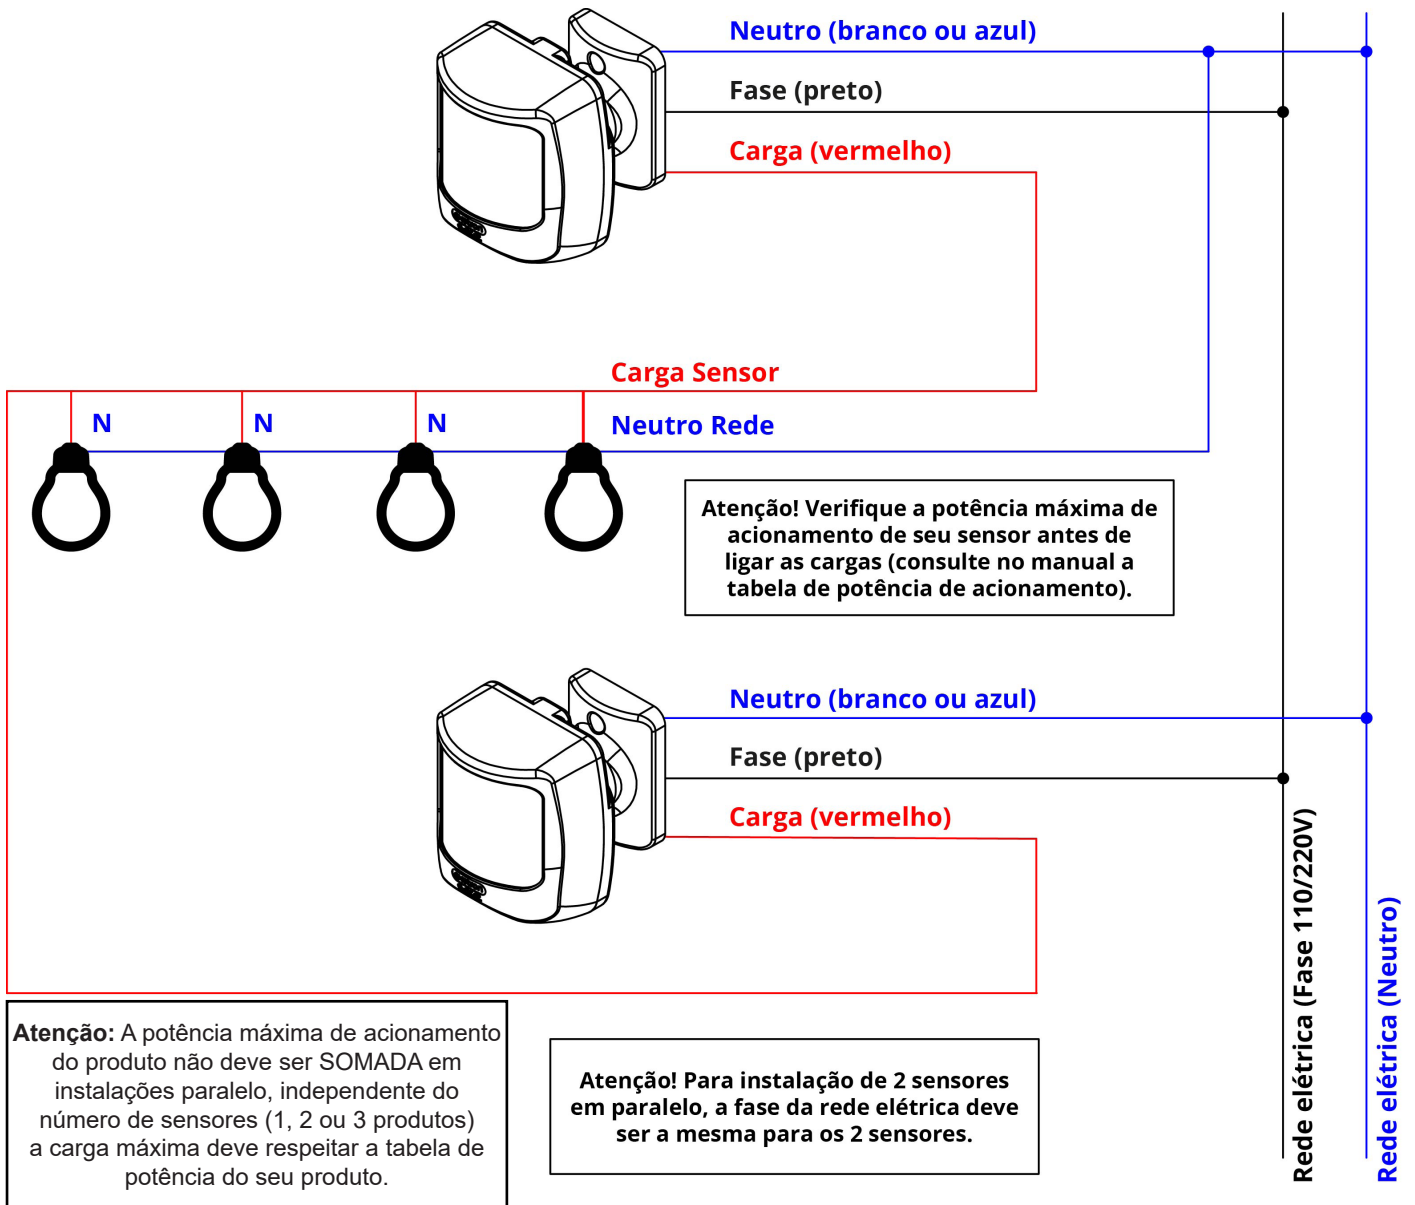 Neutro (branco ou azul)
Fase (preto)
Carga (vermelho)
Carga Sensor
N
N
N
Neutro Rede
Atenção! Verifique a potência máxima de
acionamento de seu sensor antes de
ligar as cargas (consulte no manual a
tabela de potência de acionamento).
Neutro (branco ou azul)
Fase (preto)
Carga (vermelho)
Rede elétrica (Fase 110/220V)
Rede elétrica (Neutro)
Atenção: A potência máxima de acionamento
do produto não deve ser SOMADA em
instalações paralelo, independente do
número de sensores (1, 2 ou 3 produtos)
a carga máxima deve respeitar a tabela de
potência do seu produto.
Atenção! Para instalação de 2 sensores
em paralelo, a fase da rede elétrica deve
ser a mesma para os 2 sensores.